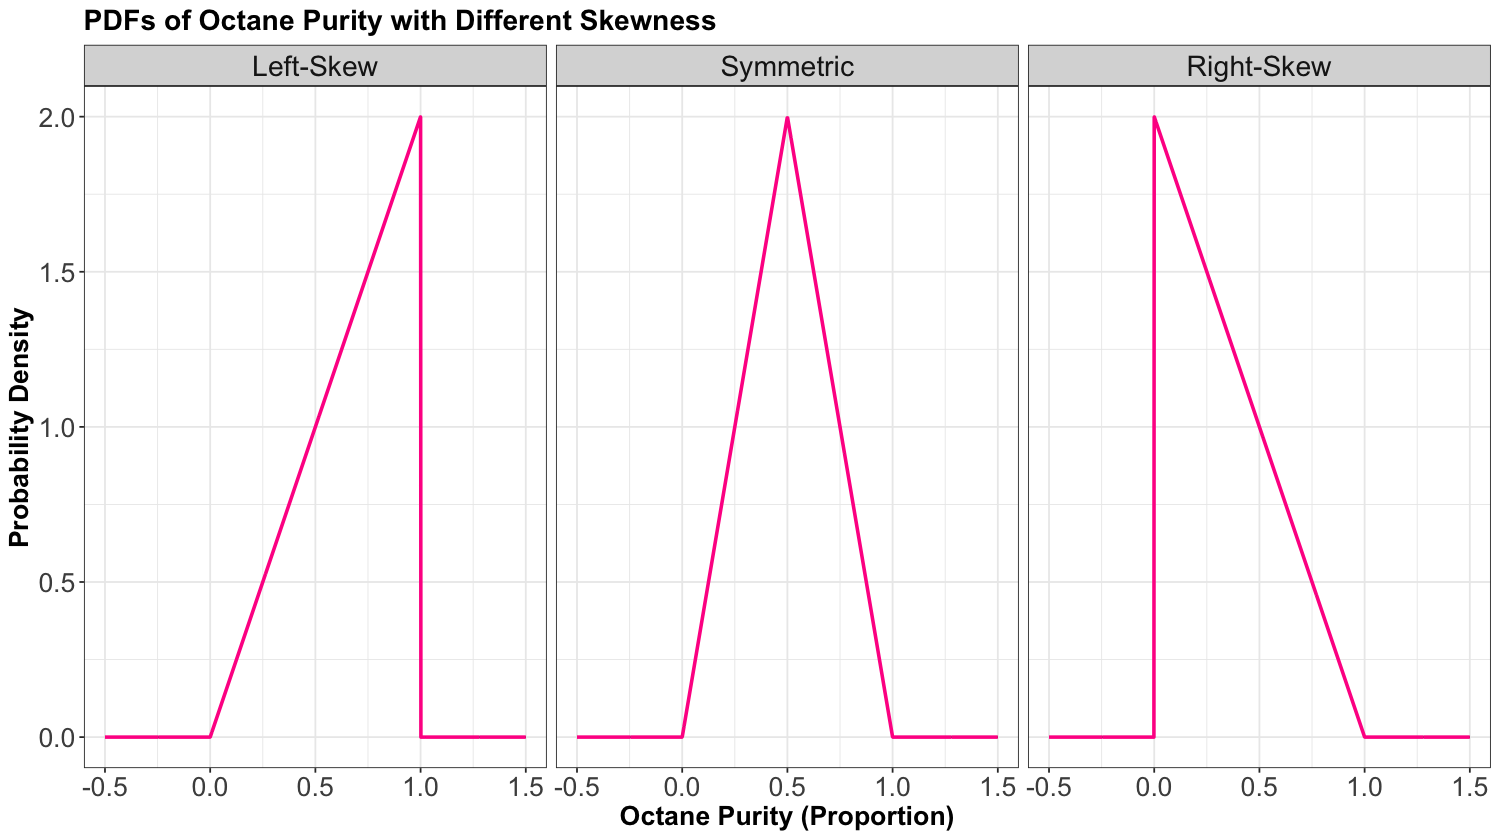 PDFs of Octane Purity with Different Skewness
Left-Skew Symmetric Right-Skew
2.0
1.5
1.0
0.5
0.0
Probability Density
-0.5 0.0 0.5 1.0 1.5 -0.5 0.0 0.5 1.0 1.5 -0.5 0.0 0.5 1.0 1.5
Octane Purity (Proportion)